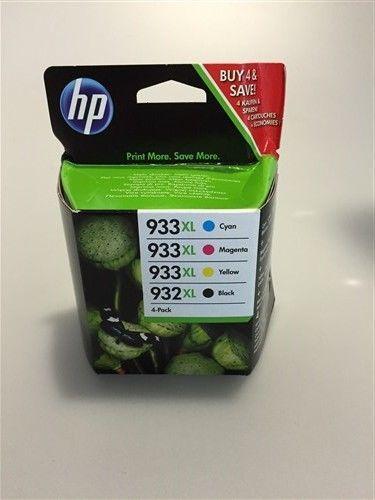 hp
BUY 4 &
SAVE!
4 KAUFEN &
SPAREN
4 CARTOUCHES
= ÉCONOMIES
Print More. Save More.
933XL Cyan
933XL Magenta
933XL Yellow
932XL Black
4-Pack